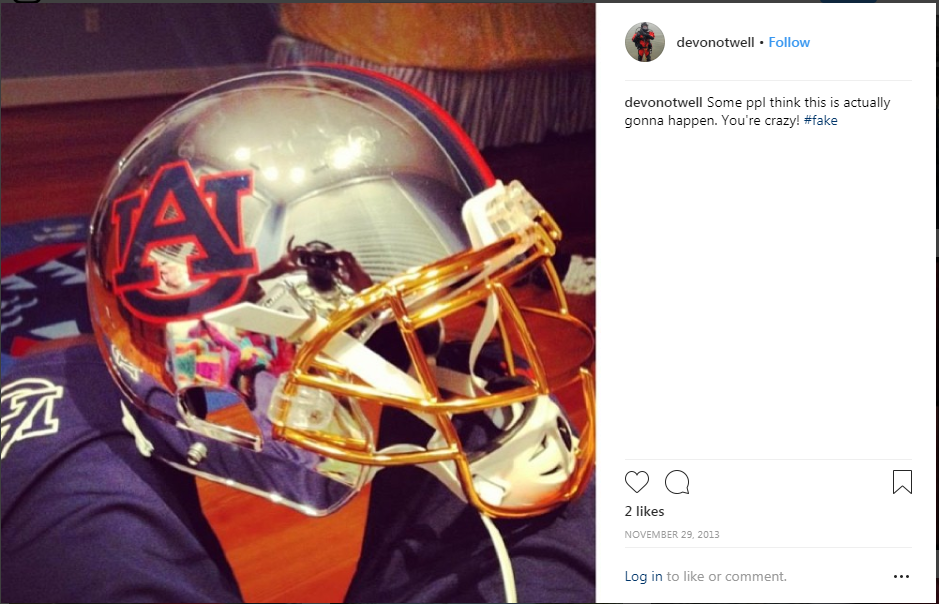 AU
devonotwell • Follow
devonotwell Some ppl think this is actually
gonna happen. You're crazy! #fake
2 likes
NOVEMBER 29, 2013
Log in to like or comment.